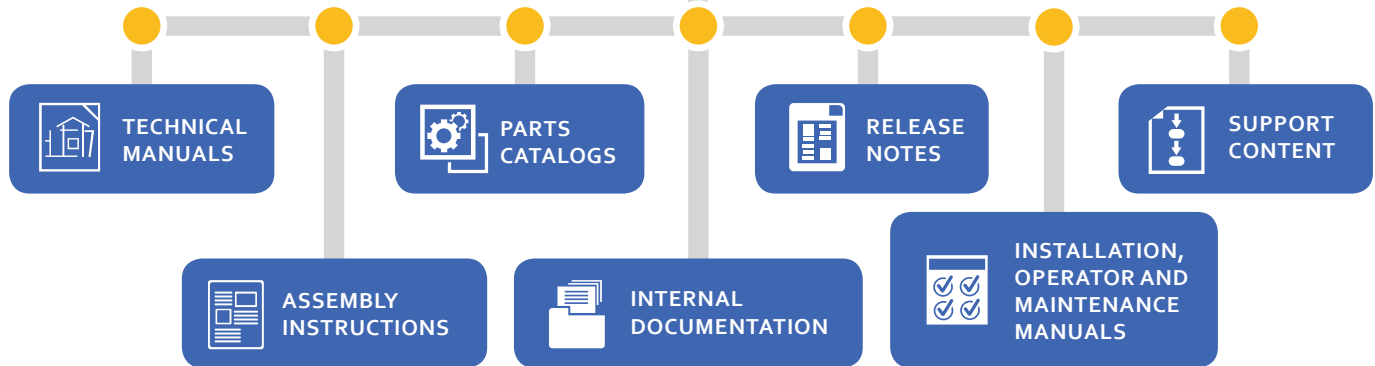 TECHNICAL
MANUALS
PARTS
CATALOGS
RELEASE
NOTES
SUPPORT
CONTENT
ASSEMBLY
INSTRUCTIONS
INTERNAL
DOCUMENTATION
INSTALLATION,
OPERATOR AND
MAINTENANCE
MANUALS